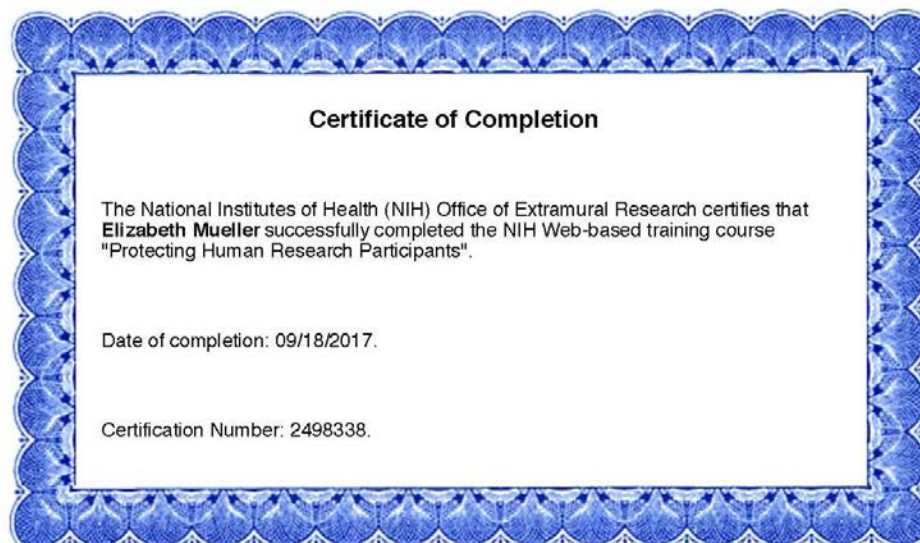 Certificate of Completion
The National Institutes of Health (NIH) Office of Extramural Research certifies that
Elizabeth Mueller successfully completed the NIH Web-based training course
"Protecting Human Research Participants".
Date of completion: 09/18/2017.
Certification Number: 2498338.